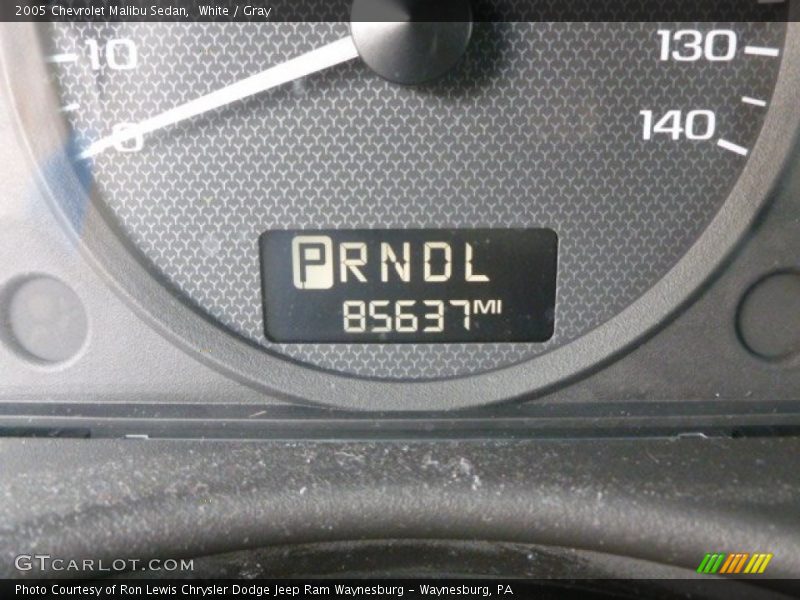 2005 Chevrolet Malibu Sedan, White / Gray
10
130
0
140
PRNDL
85637 MI
GTCARLOT.COM
Photo Courtesy of Ron Lewis Chrysler Dodge Jeep Ram Waynesburg - Waynesburg, PA